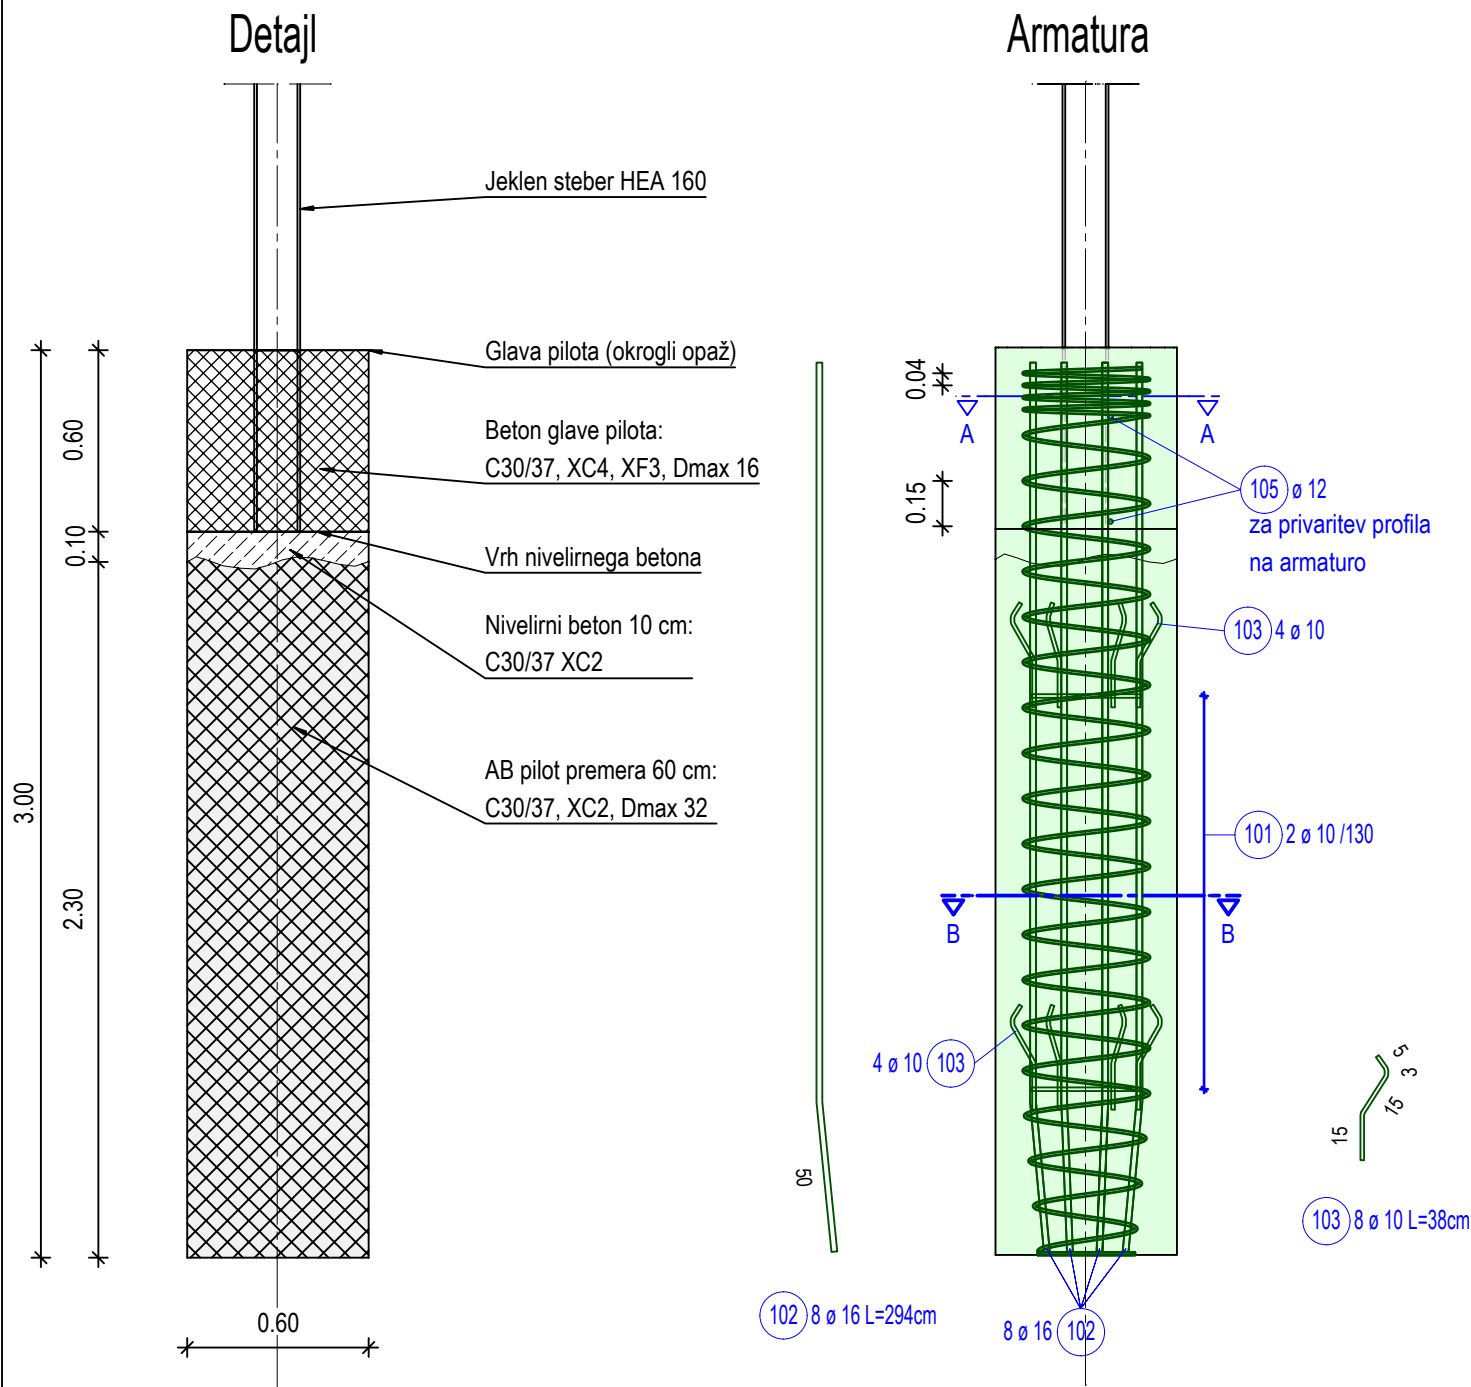 Detajl
Armatura
Jeklen steber HEA 160
Glava pilota (okrogli opaž)
Beton glave pilota:
C30/37, XC4, XF3, Dmax 16
Vrh nivelirnega betona
Nivelirni beton 10 cm:
C30/37 XC2
AB pilot premera 60 cm:
C30/37, XC2, Dmax 32
3.00
0.60
0.10
2.30
0.60
50
102 8 ø 16 L=294cm
0.04
0.15
A
A
105 ø 12
za privaritev profila
na armaturo
103 4 ø 10
101 2 ø 10 /130
B
B
4 ø 10 103
8 ø 16 102
5
3
15
15
103 8 ø 10 L=38cm